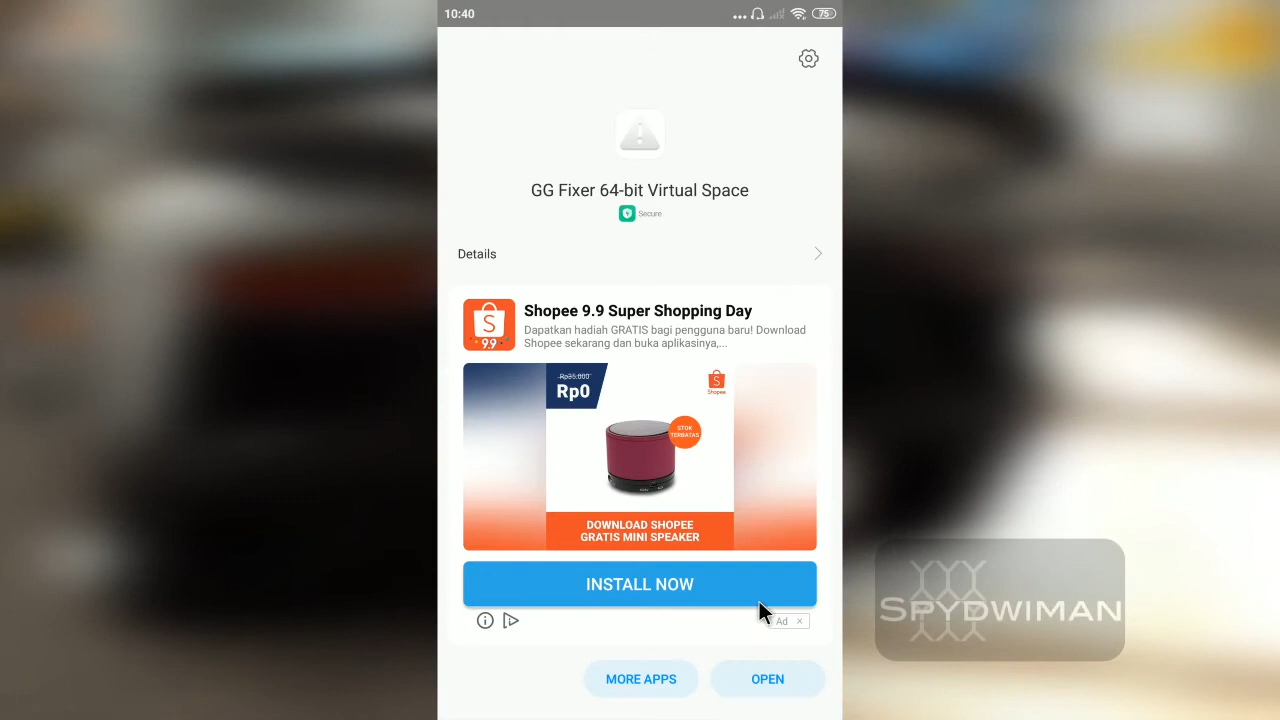 10:40
75
GG Fixer 64-bit Virtual Space
Secure
Details
Shopee 9.9 Super Shopping Day
Dapatkan hadiah GRATIS bagi pengguna baru! Download
Shopee sekarang dan buka aplikasinya,...
S
9.9
Rp35.000
Rp0
S
Shopee
STOK
TERBATAS
DOWNLOAD SHOPEE
GRATIS MINI SPEAKER
INSTALL NOW
Ad
SPYDWIMAN
MORE APPS
OPEN